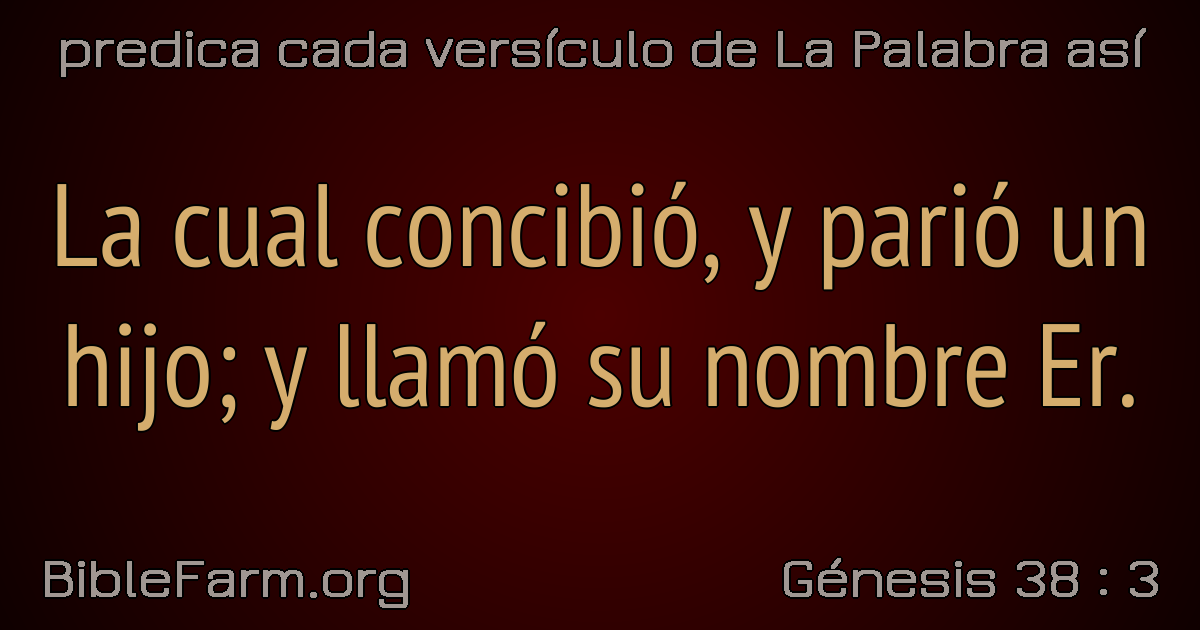 predica cada versículo de La Palabra así
La cual concibió, y parió un
hijo; y llamó su nombre Er.
BibleFarm.org
Génesis 38 : 3